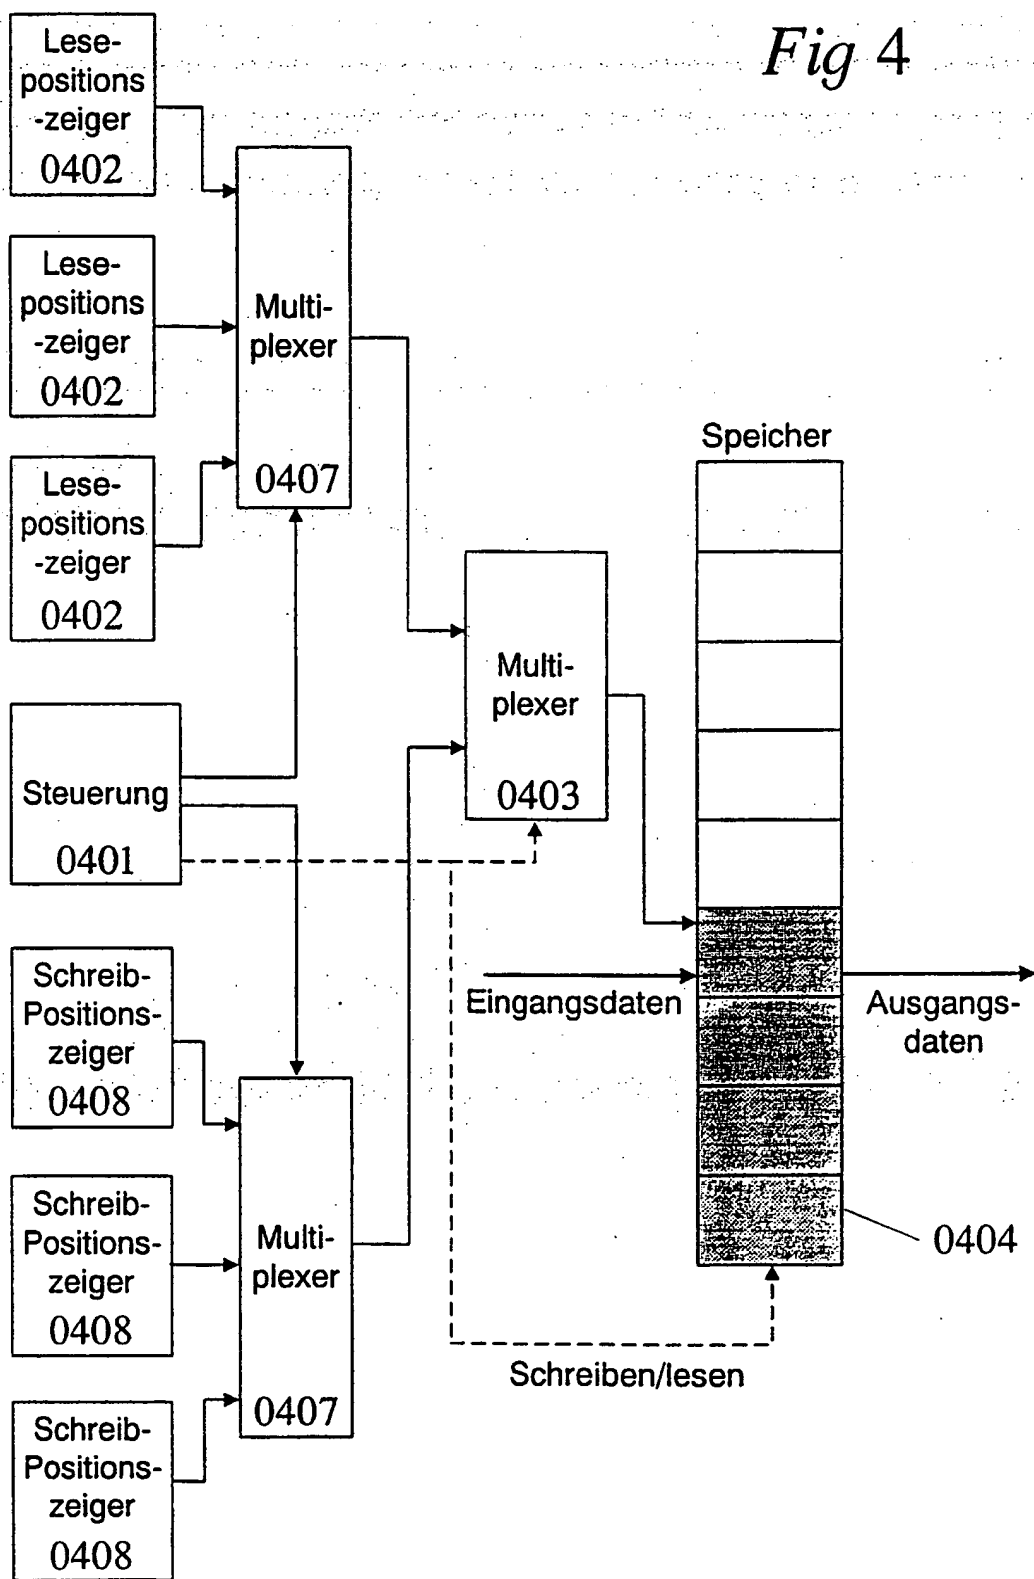 Fig 4
Lese-
positions
-zeiger
0402
Lese-
positions
-zeiger
0402
Lese-
positions
-zeiger
0402
Multi-
plexer
0407
Speicher
Multi-
plexer
0403
Steuerung
0401
Schreib-
Positions-
zeiger
0408
Schreib-
Positions-
zeiger
0408
Schreib-
Positions-
zeiger
0408
Multi-
plexer
0407
Eingangsdaten
Ausgangs-
daten
0404
Schreiben/lesen